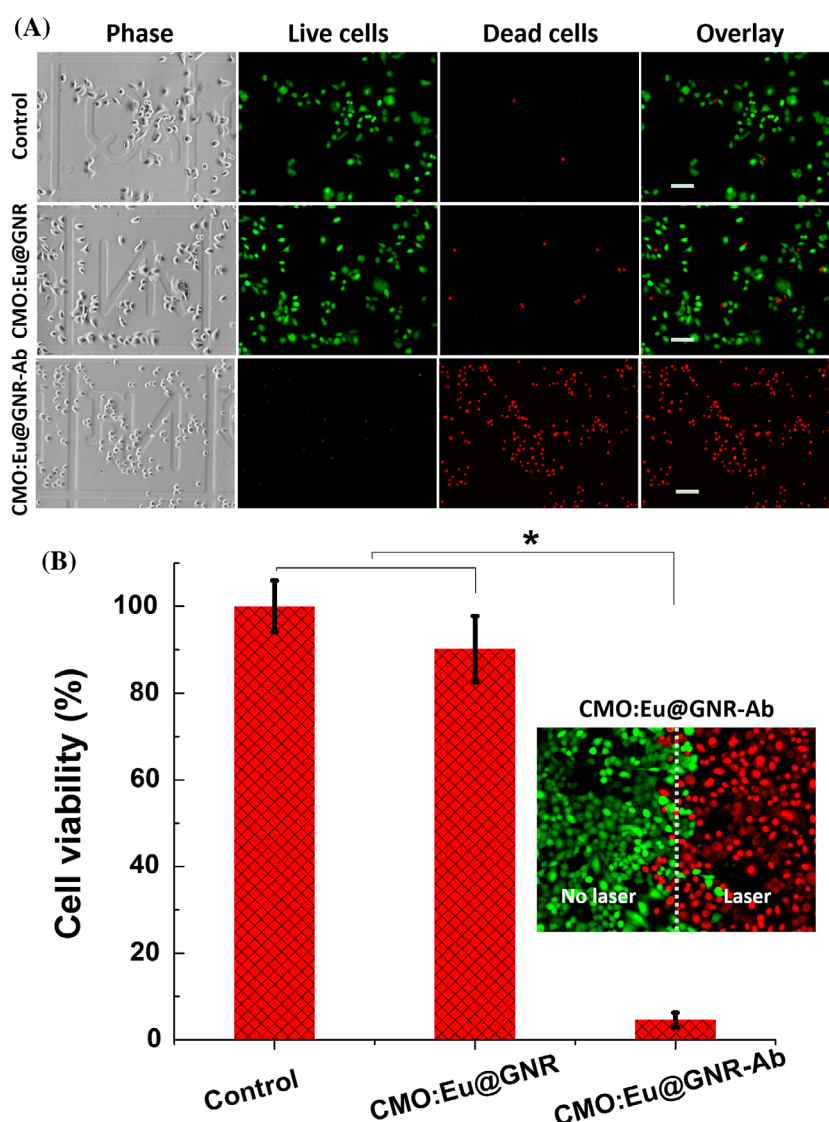 (A)
Phase Live cells Dead cells Overlay
Control
CMO:Eu@GNR
CMO:Eu@GNR-Ab
(B)
*
Cell viability (%)
100
80
60
40
20
0
CMO:Eu@GNR-Ab
No laser Laser
Control CMO:Eu@GNR CMO:Eu@GNR-Ab